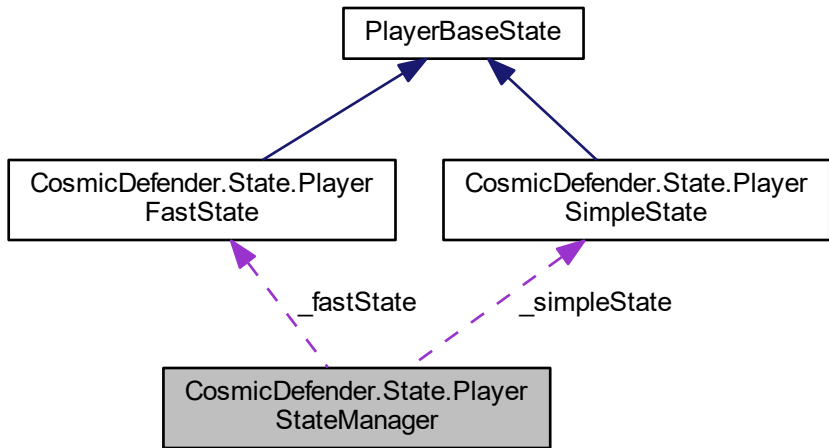 PlayerBaseState
CosmicDefender.State.Player
FastState
CosmicDefender.State.Player
SimpleState
_fastState
_simpleState
CosmicDefender.State.Player
StateManager